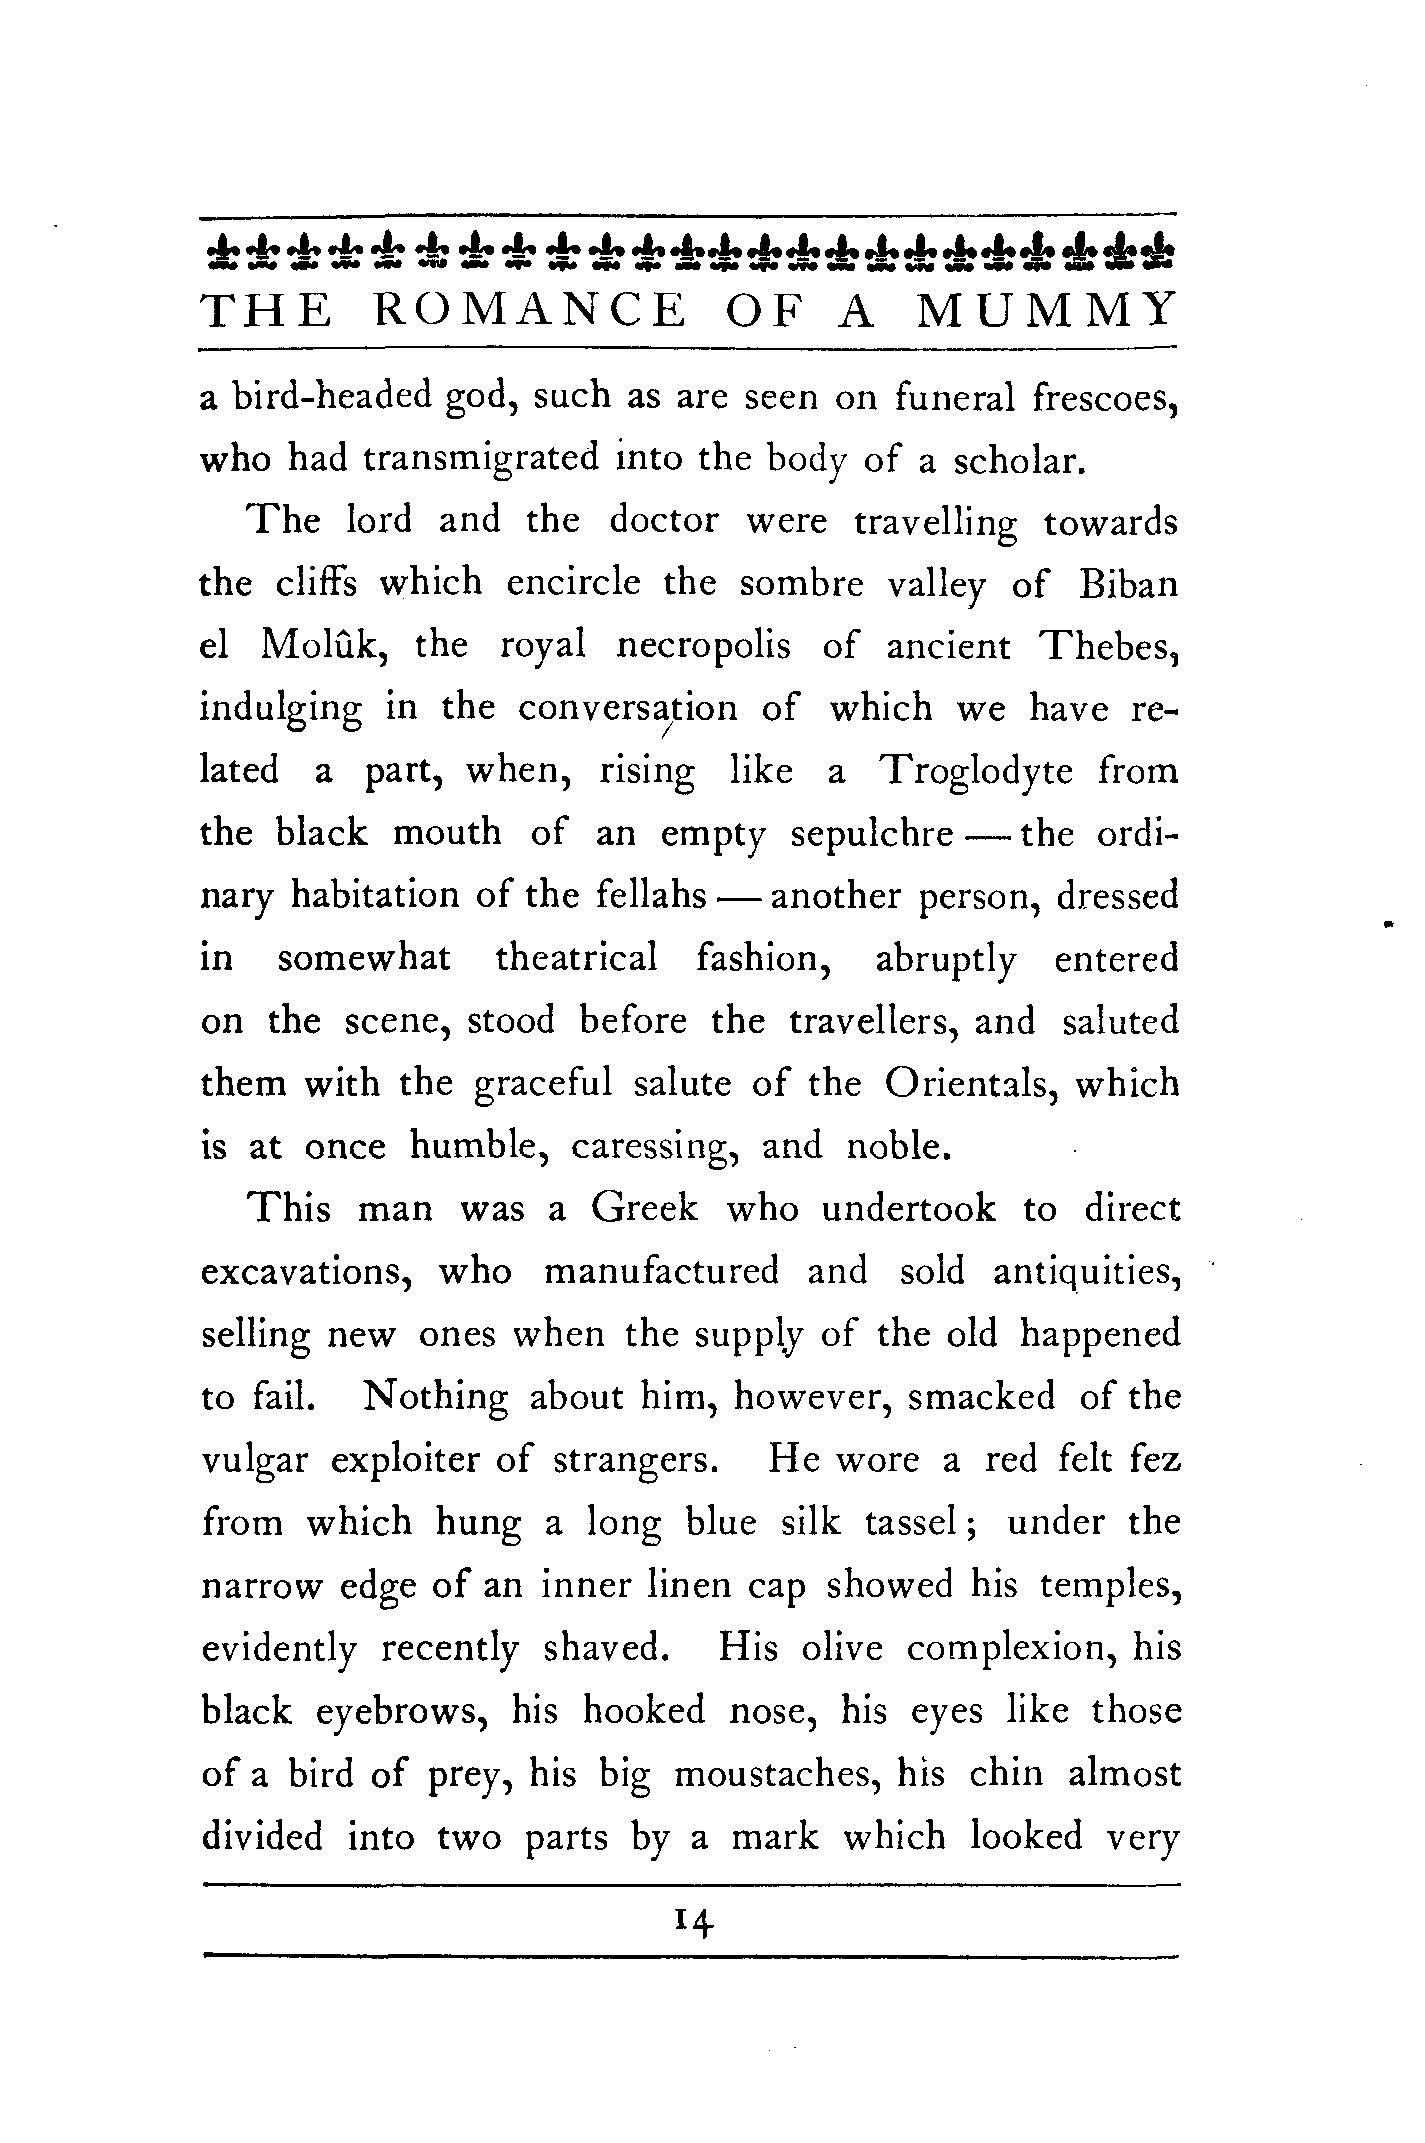 THE ROMANCE OF A MUMMY
a bird-headed god, such as are seen on funeral frescoes,
who had transmigrated into the body of a scholar.
The lord and the doctor were travelling towards
the cliffs which encircle the sombre valley of Biban
el Molûk, the royal necropolis of ancient Thebes,
indulging in the conversation of which we have re-
lated a part, when, rising like a Troglodyte from
the black mouth of an empty sepulchre — the ordi-
nary habitation of the fellahs — another person, dressed
in somewhat theatrical fashion, abruptly entered
on the scene, stood before the travellers, and saluted
them with the graceful salute of the Orientals, which
is at once humble, caressing, and noble.
This man was a Greek who undertook to direct
excavations, who manufactured and sold antiquities,
selling new ones when the supply of the old happened
to fail. Nothing about him, however, smacked of the
vulgar exploiter of strangers. He wore a red felt fez
from which hung a long blue silk tassel; under the
narrow edge of an inner linen cap showed his temples,
evidently recently shaved. His olive complexion, his
black eyebrows, his hooked nose, his eyes like those
of a bird of prey, his big moustaches, his chin almost
divided into two parts by a mark which looked very
14